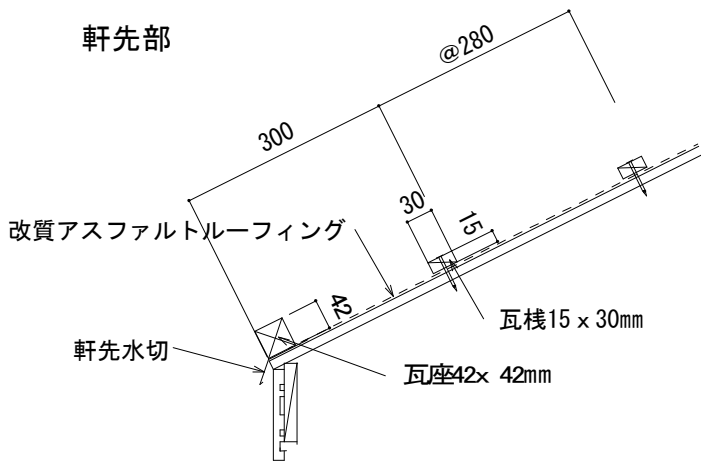 軒先部
@280
300
30
15
改質アスファルトルーフィング
42
瓦桟15 x 30mm
軒先水切
瓦座42x 42mm